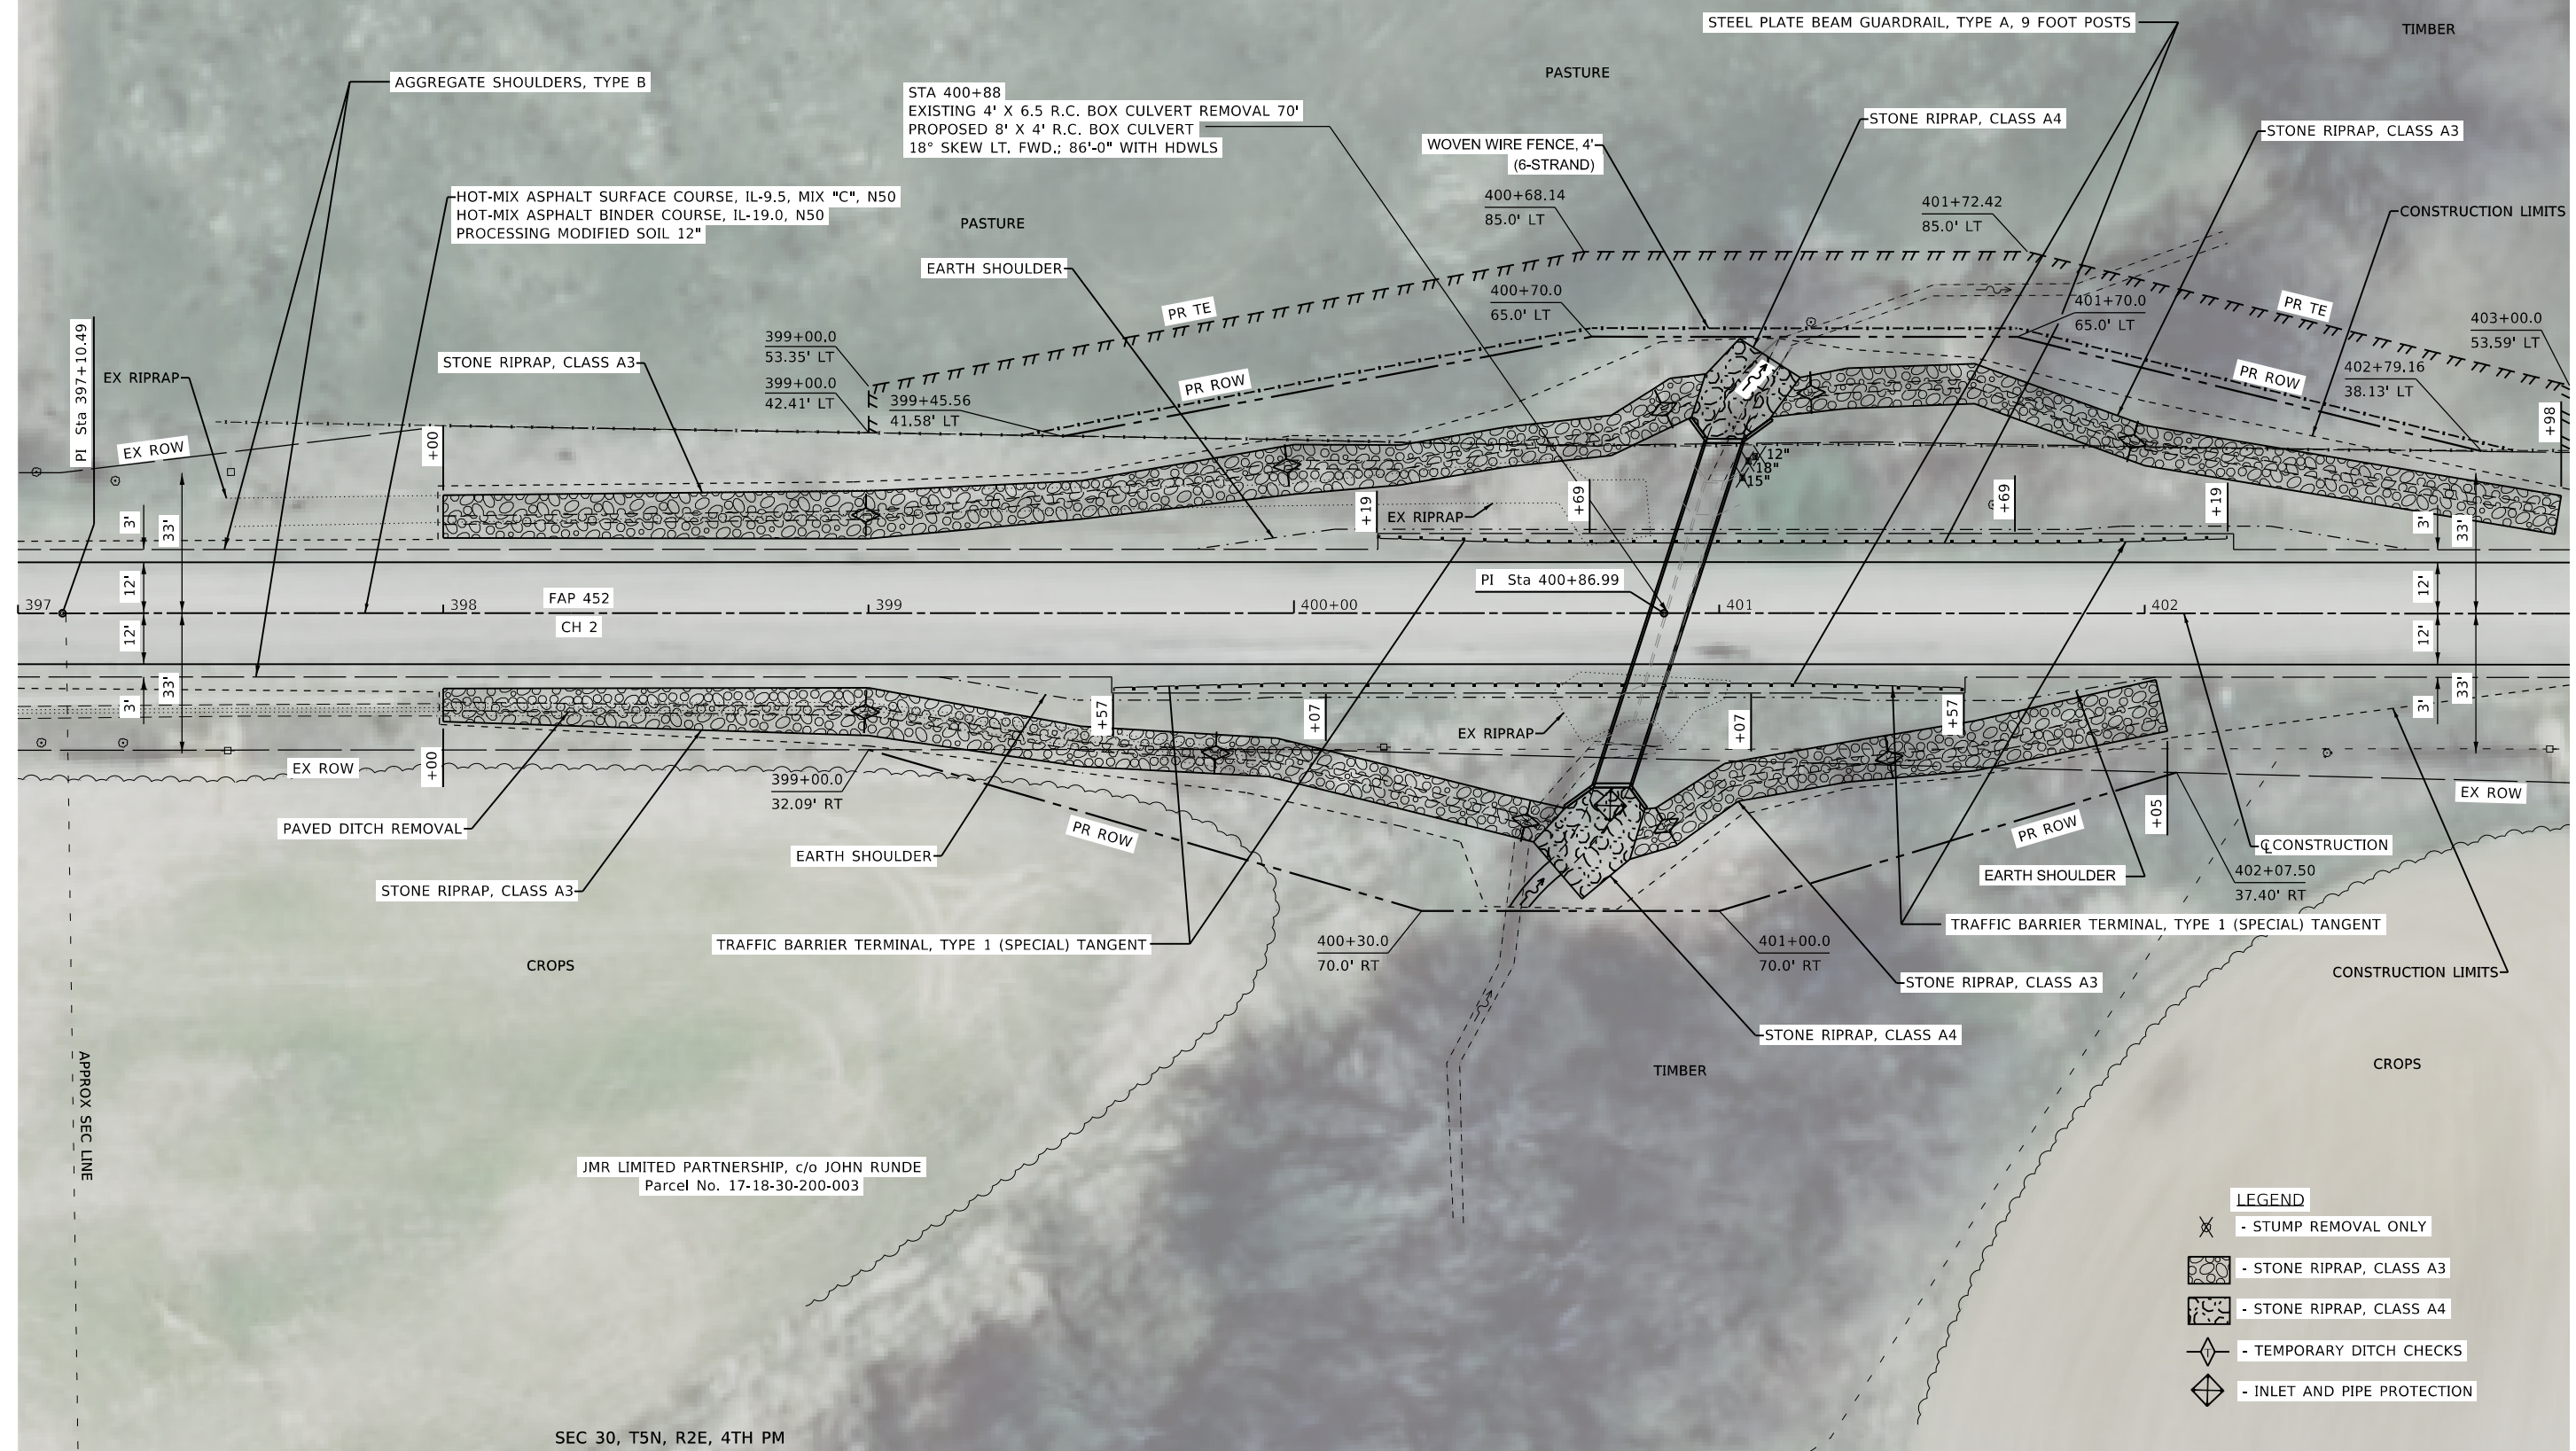 STEEL PLATE BEAM GUARDRAIL, TYPE A, 9 FOOT POSTS
TIMBER
PASTURE
AGGREGATE SHOULDERS, TYPE B
STA 400+88
EXISTING 4' X 6.5 R.C. BOX CULVERT REMOVAL 70'
PROPOSED 8' X 4' R.C. BOX CULVERT
18° SKEW LT. FWD.; 86'-0" WITH HDWLS
STONE RIPRAP, CLASS A4
STONE RIPRAP, CLASS A3
WOVEN WIRE FENCE, 4'
(6-STRAND)
HOT-MIX ASPHALT SURFACE COURSE, IL-9.5, MIX "C", N50
HOT-MIX ASPHALT BINDER COURSE, IL-19.0, N50
PROCESSING MODIFIED SOIL 12"
PASTURE
400+68.14
85.0' LT
401+72.42
85.0' LT
CONSTRUCTION LIMITS
EARTH SHOULDER
PR TE
400+70.0
65.0' LT
401+70.0
65.0' LT
PR TE
403+00.0
53.59' LT
PI Sta 397+10.49
EX RIPRAP
STONE RIPRAP, CLASS A3
399+00.0
53.35' LT
399+00.0
42.41' LT
399+45.56
41.58' LT
PR ROW
PR ROW
402+79.16
38.13' LT
EX ROW
+00
+98
12"
18"
15"
+19
EX RIPRAP
+69
+69
+19
3'
33'
3'
33'
12'
PI Sta 400+86.99
12'
397
398
FAP 452
399
400+00
401
402
CH 2
12'
12'
3'
33'
3'
33'
+57
+07
EX RIPRAP
+07
+57
EX ROW
+00
399+00.0
32.09' RT
+05
EX ROW
PAVED DITCH REMOVAL
PR ROW
PR ROW
℄ CONSTRUCTION
EARTH SHOULDER
EARTH SHOULDER
402+07.50
37.40' RT
STONE RIPRAP, CLASS A3
TRAFFIC BARRIER TERMINAL, TYPE 1 (SPECIAL) TANGENT
400+30.0
70.0' RT
401+00.0
70.0' RT
TRAFFIC BARRIER TERMINAL, TYPE 1 (SPECIAL) TANGENT
CROPS
STONE RIPRAP, CLASS A3
CONSTRUCTION LIMITS
STONE RIPRAP, CLASS A4
TIMBER
CROPS
APPROX SEC LINE
JMR LIMITED PARTNERSHIP, c/o JOHN RUNDE
Parcel No. 17-18-30-200-003
LEGEND
- STUMP REMOVAL ONLY
- STONE RIPRAP, CLASS A3
- STONE RIPRAP, CLASS A4
T - TEMPORARY DITCH CHECKS
- INLET AND PIPE PROTECTION
SEC 30, T5N, R2E, 4TH PM